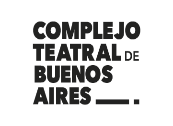 COMPLEJO
TEATRAL DE
BUENOS
AIRES